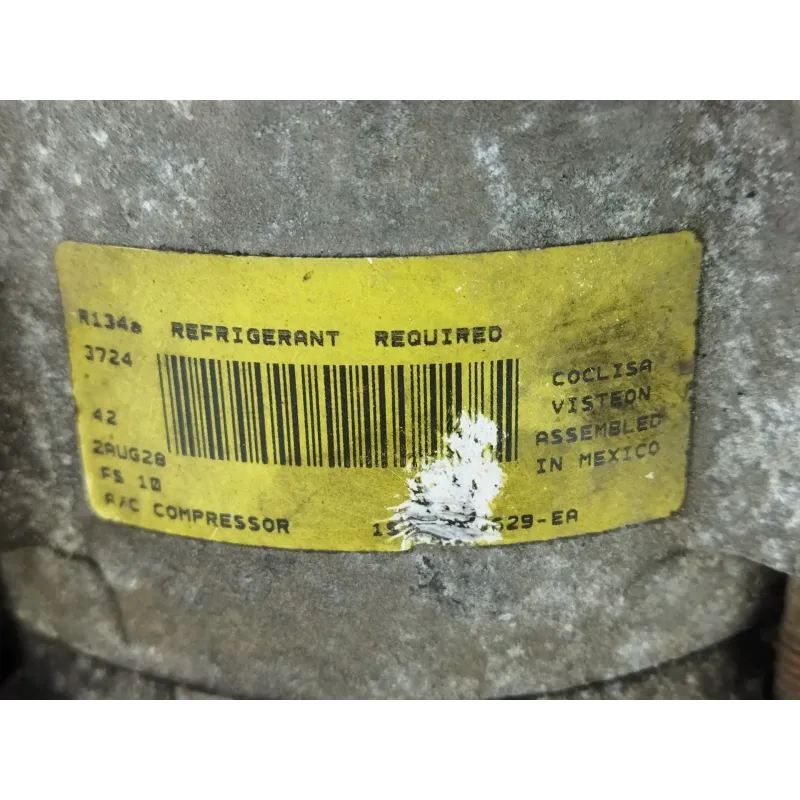 R134a REFRIGERANT REQUIRED
3724
42
2AUG28
FS 10
A/C COMPRESSOR
COCLISA
VISTEON
ASSEMBLED
IN MEXICO